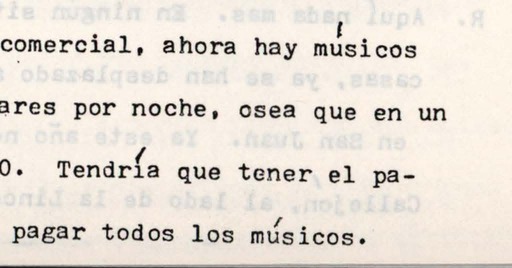 comercial, ahora hay músicos
ares por noche, osea que en un
0. Tendría que tener el pa-
pagar todos los músicos.